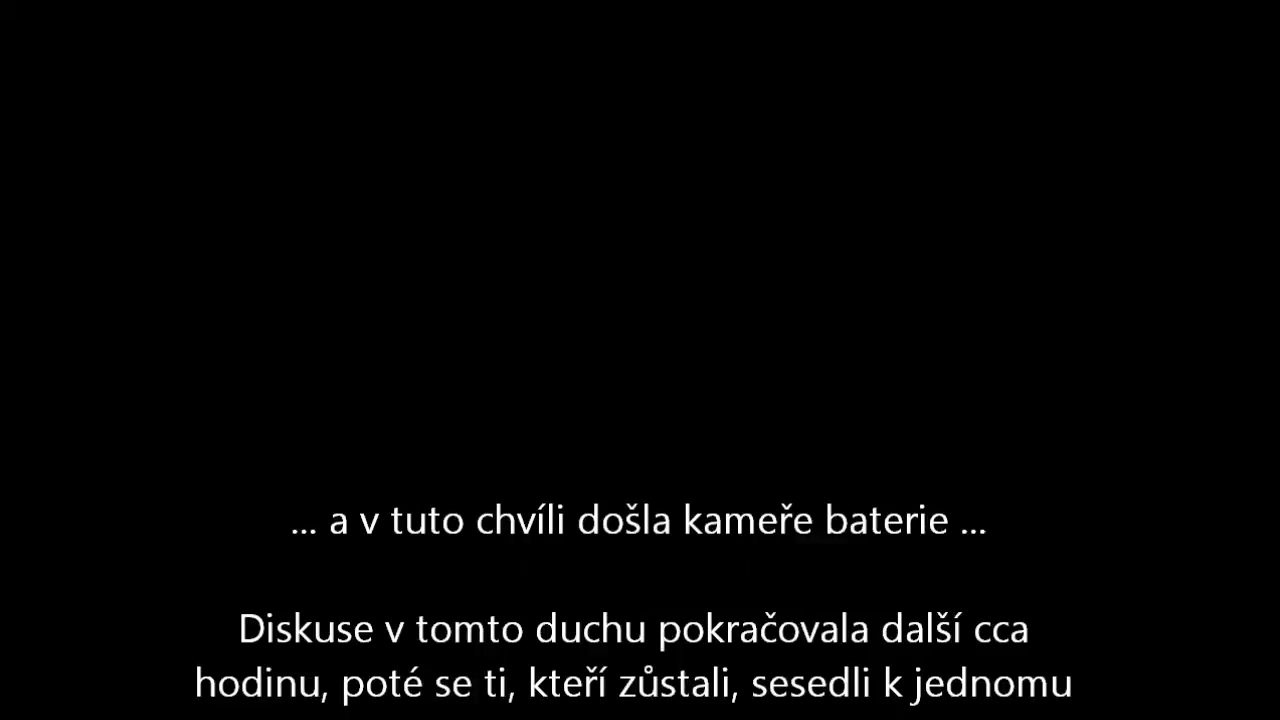 ... a v tuto chvíli došla kameře baterie ...
Diskuse v tomto duchu pokračovala další cca
hodinu, poté se ti, kteří zůstali, sesedli k jednomu